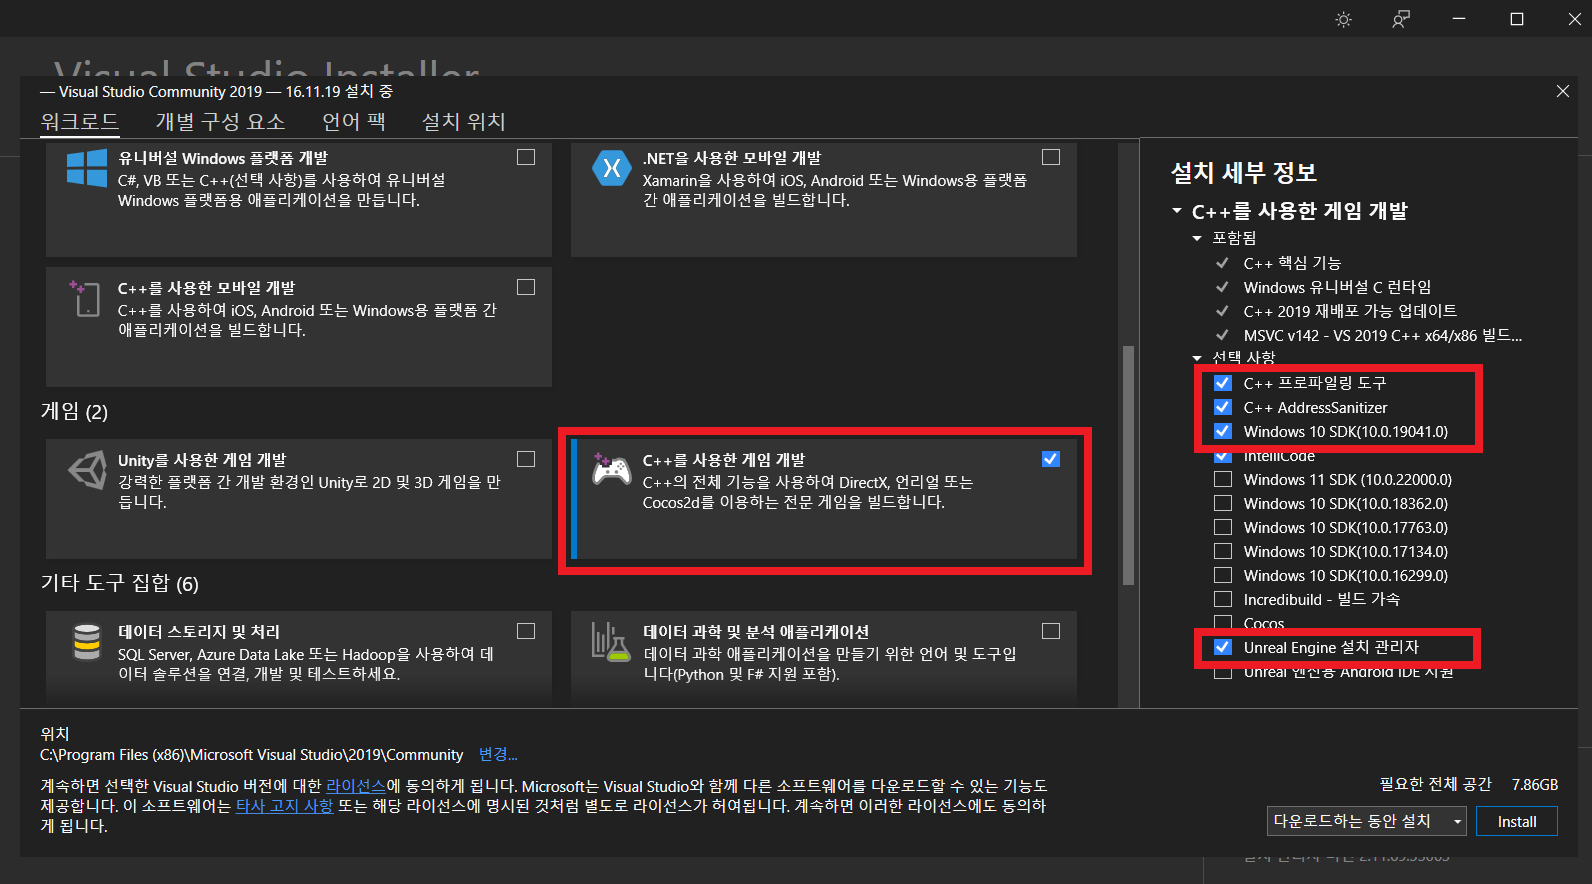 Visual Studio Installer
— Visual Studio Community 2019 — 16.11.19 설치 중
워크로드 개별 구성 요소 언어 팩 설치 위치
유니버설 Windows 플랫폼 개발
C#, VB 또는 C++(선택 사항)를 사용하여 유니버설
Windows 플랫폼용 애플리케이션을 만듭니다.
.NET을 사용한 모바일 개발
Xamarin을 사용하여 iOS, Android 또는 Windows용 플랫폼
간 애플리케이션을 빌드합니다.
C++를 사용한 모바일 개발
C++를 사용하여 iOS, Android 또는 Windows용 플랫폼 간
애플리케이션을 빌드합니다.
게임 (2)
Unity를 사용한 게임 개발
강력한 플랫폼 간 개발 환경인 Unity로 2D 및 3D 게임을 만
듭니다.
C++를 사용한 게임 개발
C++의 전체 기능을 사용하여 DirectX, 언리얼 또는
Cocos2d를 이용하는 전문 게임을 빌드합니다.
기타 도구 집합 (6)
데이터 스토리지 및 처리
SQL Server, Azure Data Lake 또는 Hadoop을 사용하여 데
이터 솔루션을 연결, 개발 및 테스트하세요.
데이터 과학 및 분석 애플리케이션
데이터 과학 애플리케이션을 만들기 위한 언어 및 도구입
니다(Python 및 F# 지원 포함).
설치 세부 정보
C++를 사용한 게임 개발
포함됨
C++ 핵심 기능
Windows 유니버설 C 런타임
C++ 2019 재배포 가능 업데이트
MSVC v142 - VS 2019 C++ x64/x86 빌드...
선택 사항
C++ 프로파일링 도구
C++ AddressSanitizer
Windows 10 SDK(10.0.19041.0)
IntelliCode
Windows 11 SDK (10.0.22000.0)
Windows 10 SDK(10.0.18362.0)
Windows 10 SDK(10.0.17763.0)
Windows 10 SDK(10.0.17134.0)
Windows 10 SDK(10.0.16299.0)
Incredibuild - 빌드 가속
Cocos
Unreal Engine 설치 관리자
Unreal 엔진용 Android IDE 지원
위치
C:\Program Files (x86)\Microsoft Visual Studio\2019\Community 변경...
계속하면 선택한 Visual Studio 버전에 대한 라이선스에 동의하게 됩니다. Microsoft는 Visual Studio와 함께 다른 소프트웨어를 다운로드할 수 있는 기능도
제공합니다. 이 소프트웨어는 타사 고지 사항 또는 해당 라이선스에 명시된 것처럼 별도로 라이선스가 허여됩니다. 계속하면 이러한 라이선스에도 동의하
게 됩니다.
필요한 전체 공간 7.86GB
다운로드하는 동안 설치 Install